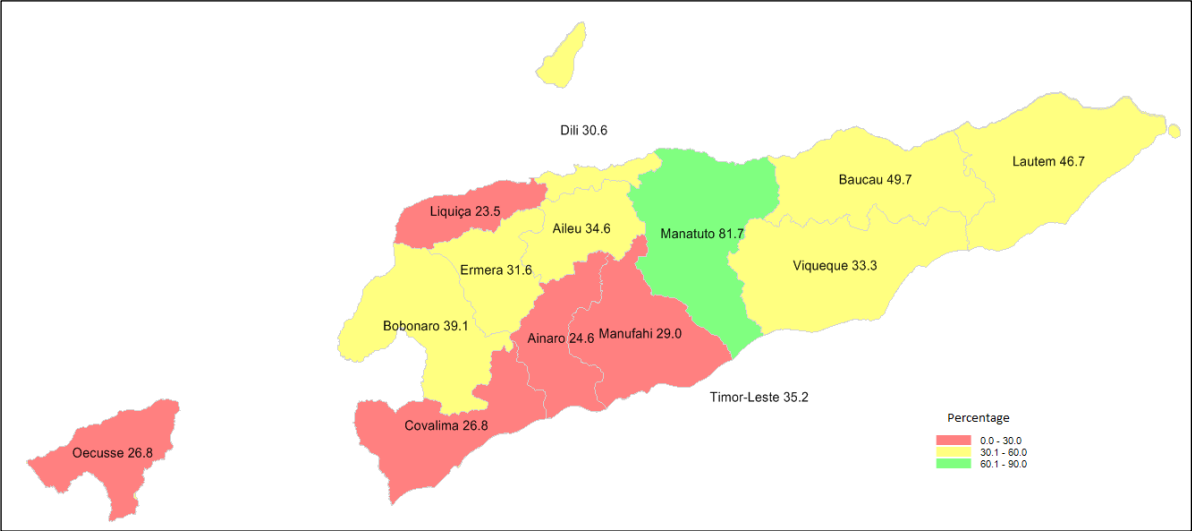 Dili 30.6
Lautem 46.7
Baucau 49.7
Liquiça 23.5
Aileu 34.6
Manatuto 81.7
Viqueque 33.3
Ermera 31.6
Bobonaro 39.1
Ainaro 24.6
Manufahi 29.0
Timor-Leste 35.2
Covalima 26.8
Oecusse 26.8
Percentage
0.0 - 30.0
30.1 - 60.0
60.1 - 90.0